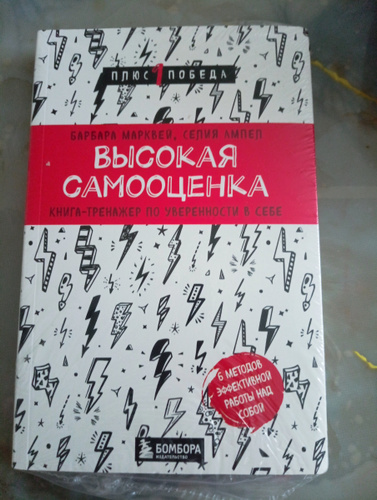 ПЛЮС 1 ПОБЕДА
БАРБАРА МАРКВЕЙ, СЕЛИЯ АМПЕЛ
ВЫСОКАЯ
САМООЦЕНКА
КНИГА-ТРЕНАЖЕР ПО УВЕРЕННОСТИ В СЕБЕ
6 МЕТОДОВ
ЭФФЕКТИВНОЙ
РАБОТЫ НАД
СОБОЙ
БОМБОРА
ИЗДАТЕЛЬСТВО